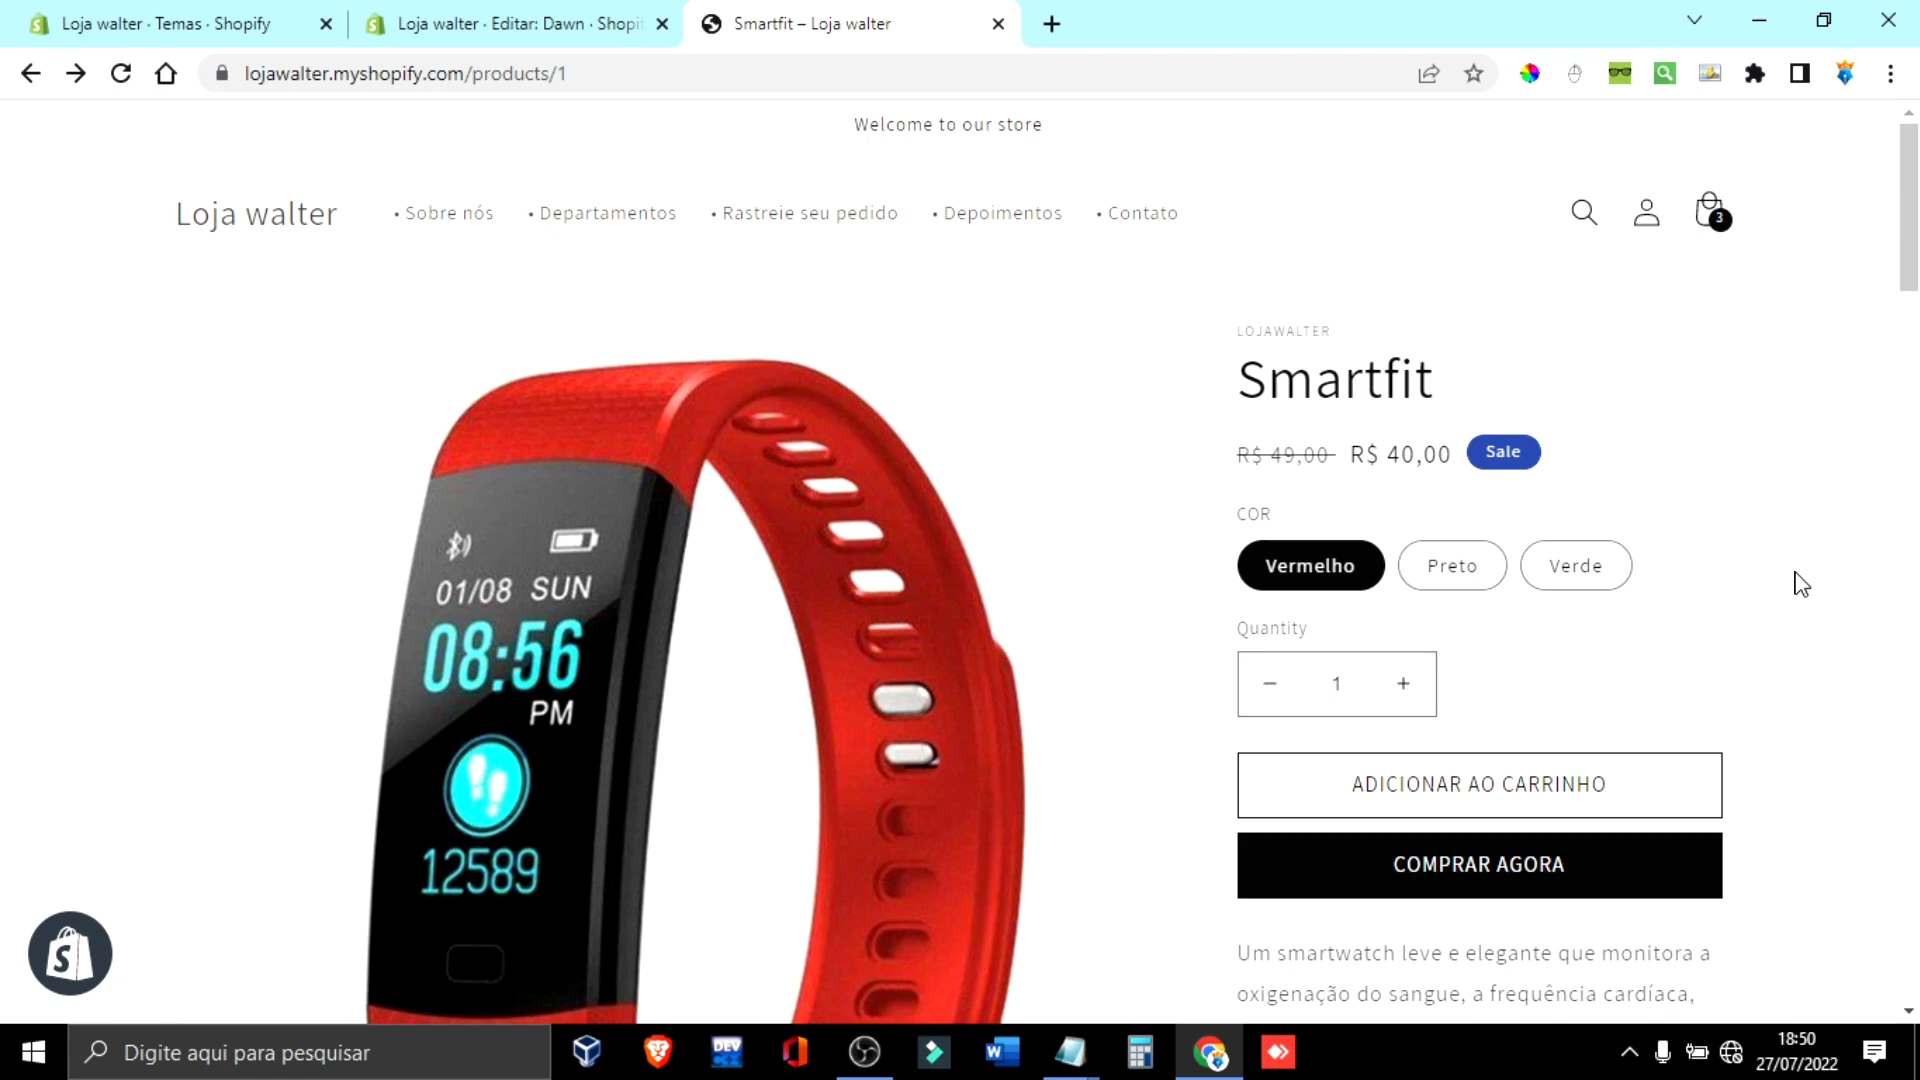 Loja walter · Temas · Shopify
Loja walter · Editar: Dawn · Shopi
Smartfit – Loja walter
lojawalter.myshopify.com/products/1
Welcome to our store
Loja walter
• Sobre nós
• Departamentos
• Rastreie seu pedido
• Depoimentos
• Contato
3
LOJAWALTER
Smartfit
R$ 49,00 R$ 40,00 Sale
COR
Vermelho Preto Verde
Quantity
− 1 +
ADICIONAR AO CARRINHO
COMPRAR AGORA
Um smartwatch leve e elegante que monitora a
oxigenação do sangue, a frequência cardíaca,
01/08 SUN
08:56
PM
12589
Digite aqui para pesquisar
DEV
18:50
27/07/2022